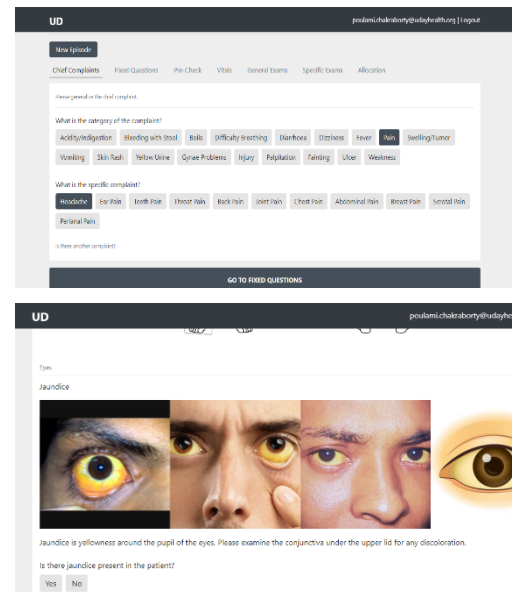 UD
poulami.chakraborty@udayhealth.org | Logout
New Episode
Chief Complaints Fixed Questions Pre-Check Vitals General Exams Specific Exams Allocation
Please generalize the chief complaint.
What is the category of the complaint?
Acidity/Indigestion Bleeding with Stool Boils Difficulty Breathing Diarrhoea Dizziness Fever Pain Swelling/Tumor
Vomiting Skin Rash Yellow Urine Gynae Problems Injury Palpitation Fainting Ulcer Weakness
What is the specific complaint?
Headache Ear Pain Teeth Pain Throat Pain Back Pain Joint Pain Chest Pain Abdominal Pain Breast Pain Scrotal Pain
Perianal Pain
Is there another complaint?
GO TO FIXED QUESTIONS
UD
poulami.chakraborty@udayhe
Eyes
Jaundice
Jaundice is yellowness around the pupil of the eyes. Please examine the conjunctiva under the upper lid for any discoloration.
Is there jaundice present in the patient?
Yes No